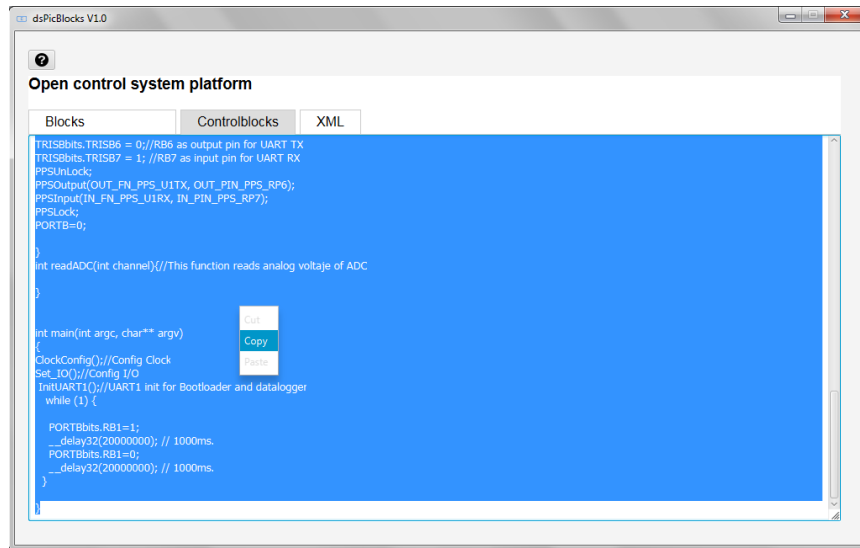 dsPicBlocks V1.0
?
Open control system platform
Blocks Controlblocks XML
TRISBbits.TRISB6 = 0;//RB6 as output pin for UART TX
TRISBbits.TRISB7 = 1; //RB7 as input pin for UART RX
PPSUnLock;
PPSOutput(OUT_FN_PPS_U1TX, OUT_PIN_PPS_RP6);
PPSInput(IN_FN_PPS_U1RX, IN_PIN_PPS_RP7);
PPSLock;
PORTB=0;
}
int readADC(int channel){//This function reads analog voltaje of ADC
}
Cut
Copy
Paste
int main(int argc, char** argv)
{
ClockConfig();//Config Clock
Set_IO();//Config I/O
InitUART1();//UART1 init for Bootloader and datalogger
while (1) {
PORTBbits.RB1=1;
__delay32(20000000); // 1000ms.
PORTBbits.RB1=0;
__delay32(20000000); // 1000ms.
}
}